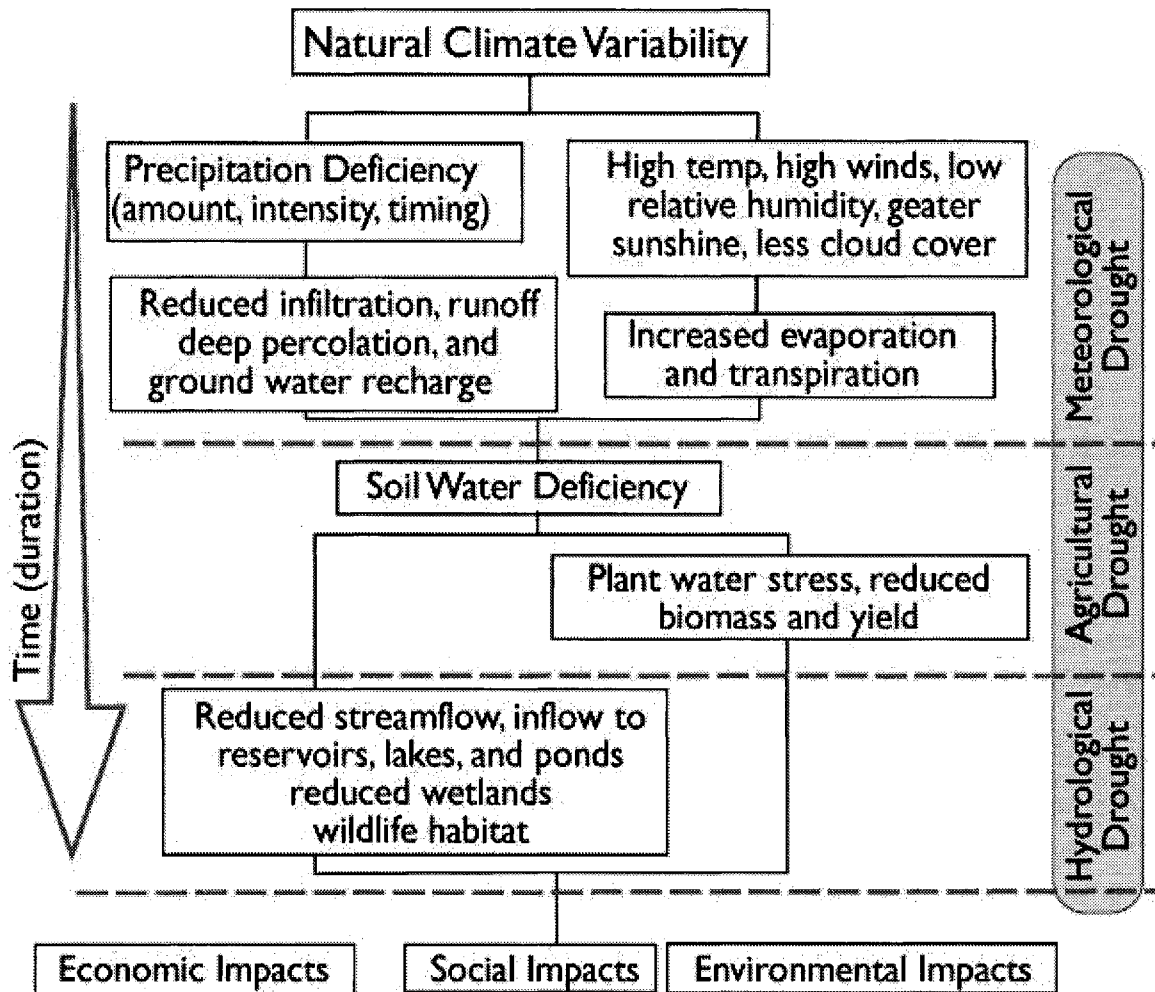 Natural Climate Variability
Precipitation Deficiency
(amount, intensity, timing)
High temp, high winds, low
relative humidity, geater
sunshine, less cloud cover
Reduced infiltration, runoff
deep percolation, and
ground water recharge
Increased evaporation
and transpiration
Meteorological
Drought
Time (duration)
Soil Water Deficiency
Plant water stress, reduced
biomass and yield
Agricultural
Drought
Reduced streamflow, inflow to
reservoirs, lakes, and ponds
reduced wetlands
wildlife habitat
Hydrological
Drought
Economic Impacts
Social Impacts
Environmental Impacts